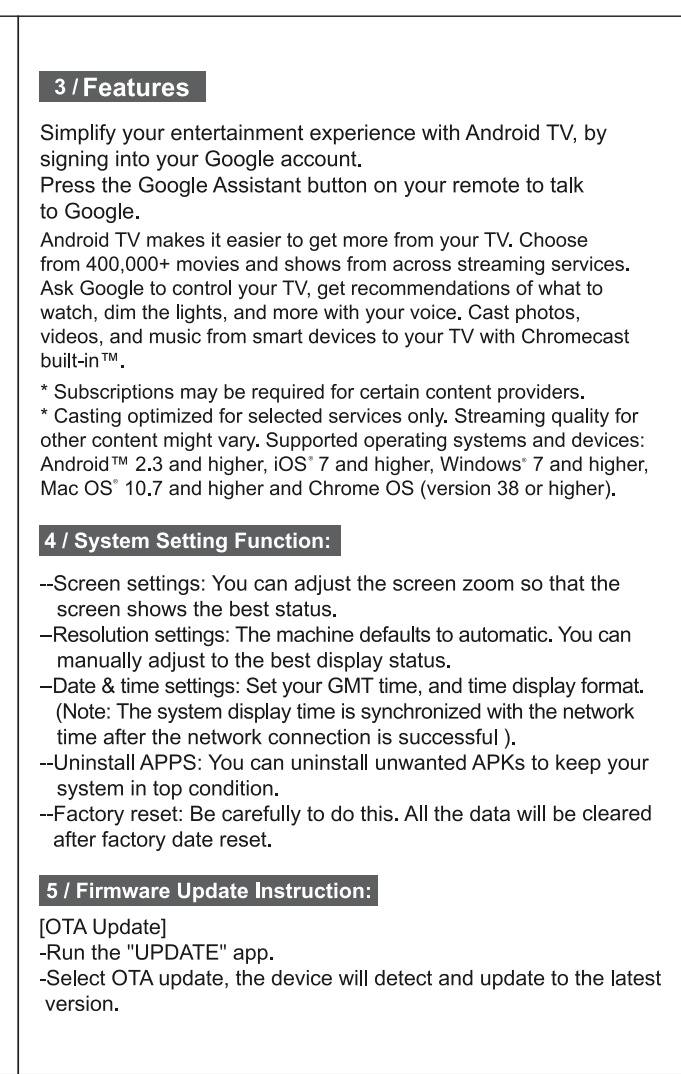 3 / Features
Simplify your entertainment experience with Android TV, by
signing into your Google account.
Press the Google Assistant button on your remote to talk
to Google.
Android TV makes it easier to get more from your TV. Choose
from 400,000+ movies and shows from across streaming services.
Ask Google to control your TV, get recommendations of what to
watch, dim the lights, and more with your voice. Cast photos,
videos, and music from smart devices to your TV with Chromecast
built-in™.
* Subscriptions may be required for certain content providers.
* Casting optimized for selected services only. Streaming quality for
other content might vary. Supported operating systems and devices:
Android™ 2.3 and higher, iOS® 7 and higher, Windows® 7 and higher,
Mac OS® 10.7 and higher and Chrome OS (version 38 or higher).
4 / System Setting Function:
--Screen settings: You can adjust the screen zoom so that the
screen shows the best status.
–Resolution settings: The machine defaults to automatic. You can
manually adjust to the best display status.
–Date & time settings: Set your GMT time, and time display format.
(Note: The system display time is synchronized with the network
time after the network connection is successful ).
--Uninstall APPS: You can uninstall unwanted APKs to keep your
system in top condition.
--Factory reset: Be carefully to do this. All the data will be cleared
after factory date reset.
5 / Firmware Update Instruction:
[OTA Update]
-Run the "UPDATE" app.
-Select OTA update, the device will detect and update to the latest
version.